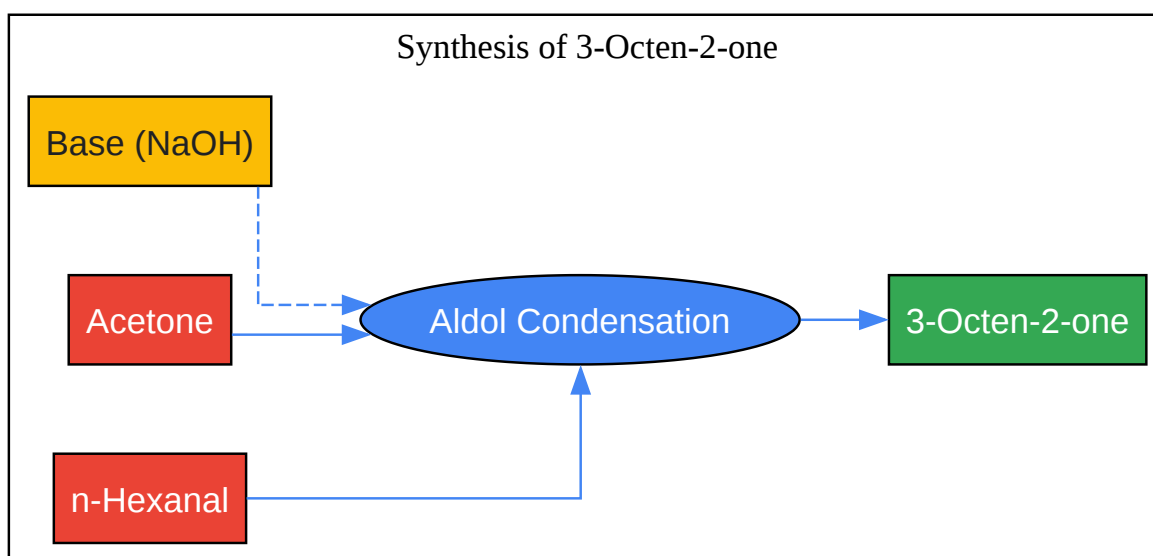 Synthesis of 3-Octen-2-one
Base (NaOH)
Acetone
Aldol Condensation
3-Octen-2-one
n-Hexanal